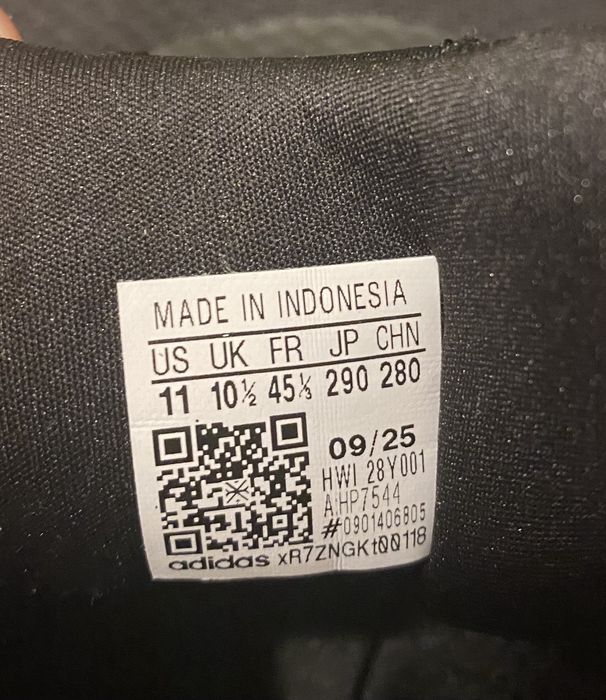 MADE IN INDONESIA
US UK FR JP CHN
11 10½ 45⅓ 290 280
09/25
HWI 28Y001
A:HP7544
#0901406805
adidas xR7ZNGKt00118